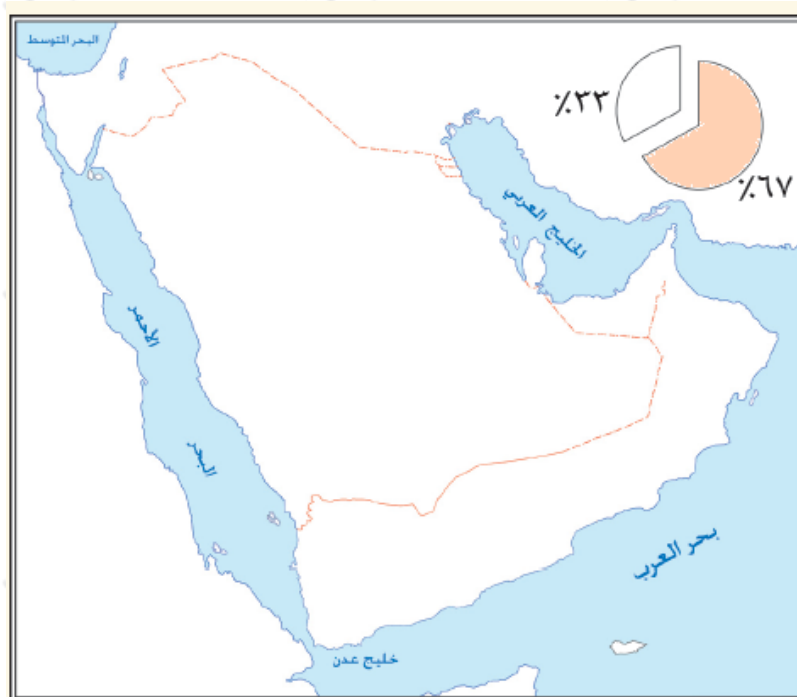 البحر المتوسط
٪٣٣
٪٦٧
الخليج العربي
البحر الأحمر
بحر العرب
خليج عدن